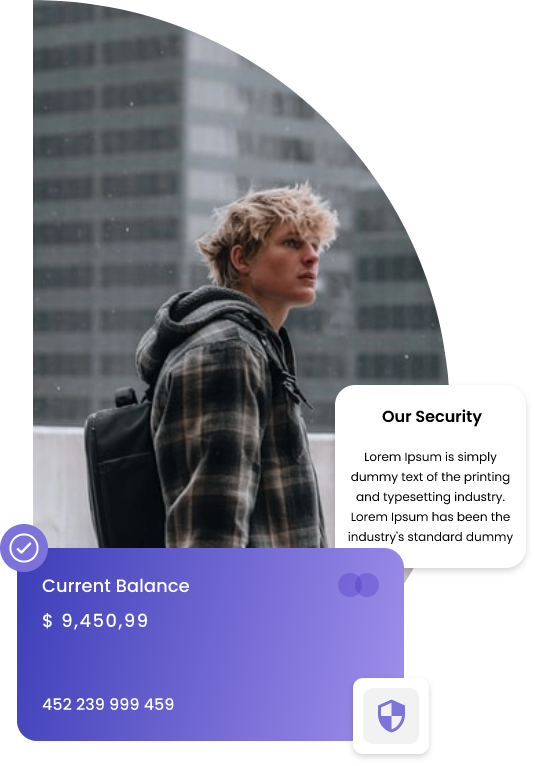 Our Security
Lorem Ipsum is simply
dummy text of the printing
and typesetting industry.
Lorem Ipsum has been the
industry's standard dummy
Current Balance
$ 9,450,99
452 239 999 459